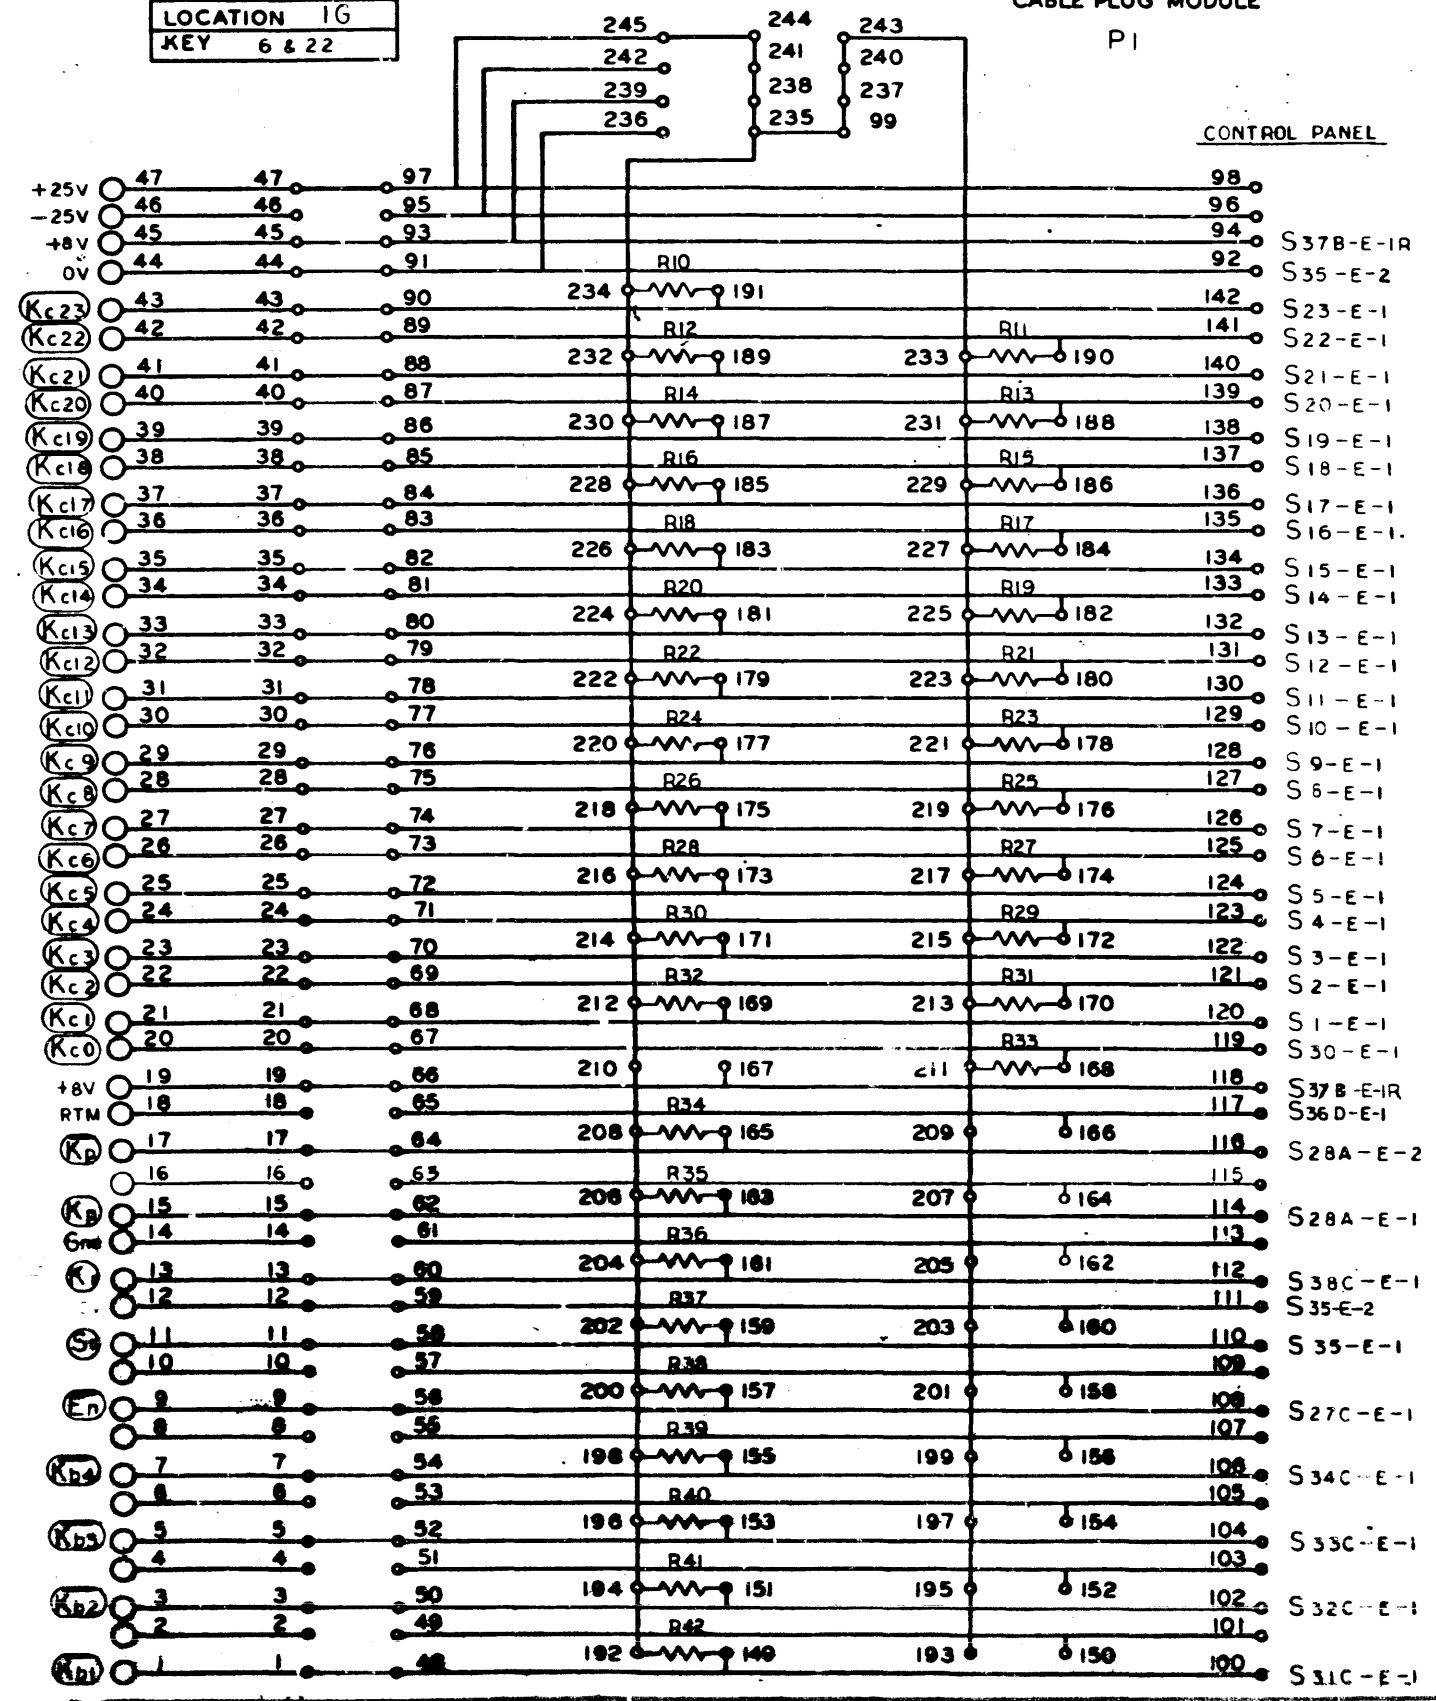 LOCATION 1G
KEY 6 & 22
CABLE PLUG MODULE
P1
CONTROL PANEL
245 244 243
242 241 240
239 238 237
236 235 99
+25V 47 47 97 98
-25V 46 46 95 96
+8V 45 45 93 94 S37B-E-1R
0V 44 44 91 92 S35-E-2
R10
234 191
Kc23 43 43 90 142 S23-E-1
Kc22 42 42 89 141 S22-E-1
R12 R11
232 189 233 190
Kc21 41 41 88 140 S21-E-1
Kc20 40 40 87 139 S20-E-1
R14 R13
230 187 231 188
Kc19 39 39 86 138 S19-E-1
Kc18 38 38 85 137 S18-E-1
R16 R15
228 185 229 186
Kc17 37 37 84 136 S17-E-1
Kc16 36 36 83 135 S16-E-1.
R18 R17
226 183 227 184
Kc15 35 35 82 134 S15-E-1
Kc14 34 34 81 133 S14-E-1
R20 R19
224 181 225 182
Kc13 33 33 80 132 S13-E-1
Kc12 32 32 79 131 S12-E-1
R22 R21
222 179 223 180
Kc11 31 31 78 130 S11-E-1
Kc10 30 30 77 129 S10-E-1
R24 R23
220 177 221 178
Kc9 29 29 76 128 S9-E-1
Kc8 28 28 75 127 S8-E-1
R26 R25
218 175 219 176
Kc7 27 27 74 126 S7-E-1
Kc6 26 26 73 125 S6-E-1
R28 R27
216 173 217 174
Kc5 25 25 72 124 S5-E-1
Kc4 24 24 71 123 S4-E-1
R30 R29
214 171 215 172
Kc3 23 23 70 122 S3-E-1
Kc2 22 22 69 121 S2-E-1
R32 R31
212 169 213 170
Kc1 21 21 68 120 S1-E-1
Kc0 20 20 67 119 S30-E-1
R33
210 167 211 168
+8V 19 19 66 118 S37B-E-1R
RTM 18 18 65 117 S36D-E-1
R34
208 165 209 166
Kp 17 17 64 116 S28A-E-2
16 16 63 115
R35
206 163 207 164
15 15 62 114 S28A-E-1
Gnd 14 14 61 113
R36
204 161 205 162
13 13 60 112 S38C-E-1
12 12 59 111 S35-E-2
R37
202 159 203 160
11 11 58 110 S35-E-1
10 10 57 109
R38
200 157 201 158
En 9 9 56 108 S27C-E-1
8 8 55 107
R39
198 155 199 156
Kb4 7 7 54 106 S34C-E-1
6 6 53 105
R40
196 153 197 154
Kb3 5 5 52 104 S33C-E-1
4 4 51 103
R41
194 151 195 152
Kb2 3 3 50 102 S32C-E-1
2 2 49 101
R42
192 149 193 150
Kb1 1 1 48 100 S31C-E-1